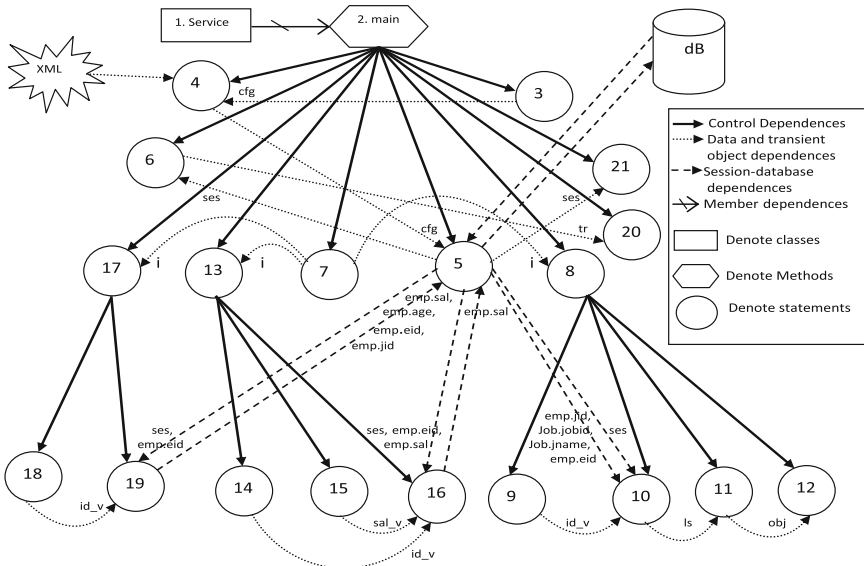 1. Service
2. main
dB
XML
4
cfg
3
Control Dependences
Data and transient
object dependences
Session-database
dependences
Member dependences
Denote classes
Denote Methods
Denote statements
6
21
ses
ses
cfg
tr
20
17
i
13
i
7
5
i
8
emp.sal,
emp.age,
emp.sal
emp.eid,
emp.jid
ses,
emp.eid
ses, emp.eid,
emp.sal
emp.jid,
Job.jobid,
Job.jname,
emp.eid
ses
18
19
14
15
16
9
10
11
12
id_v
sal_v
id_v
id_v
ls
obj